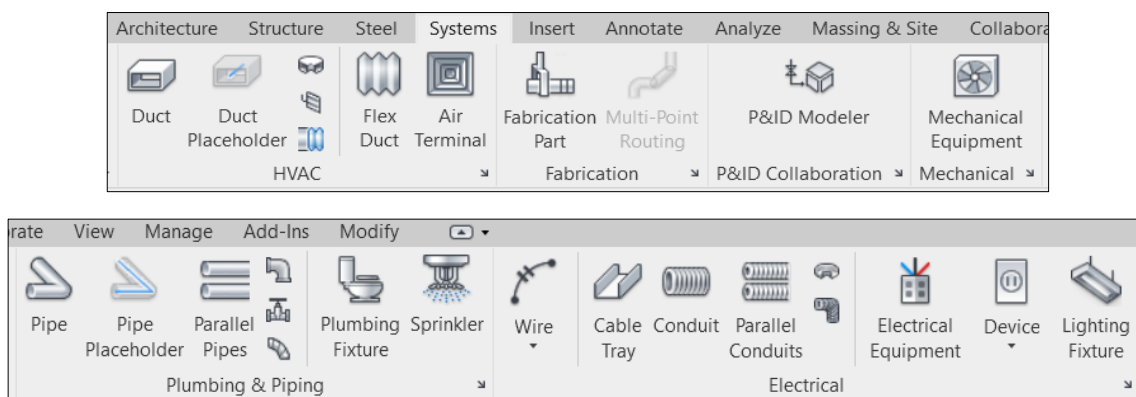 Architecture Structure Steel Systems Insert Annotate Analyze Massing & Site Collabora
Duct Duct Placeholder Flex Duct Air Terminal Fabrication Part Multi-Point Routing P&ID Modeler Mechanical Equipment
HVAC Fabrication P&ID Collaboration Mechanical
rate View Manage Add-Ins Modify
Pipe Pipe Placeholder Parallel Pipes Plumbing Fixture Sprinkler Wire Cable Tray Conduit Parallel Conduits Electrical Equipment Device Lighting Fixture
Plumbing & Piping Electrical